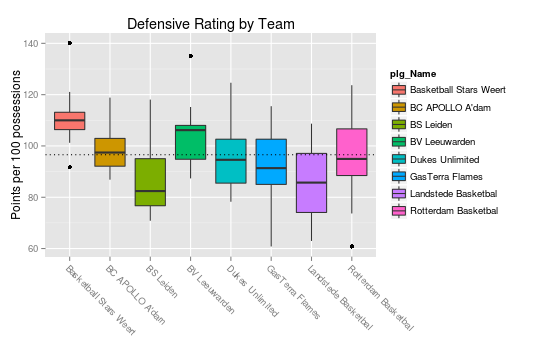 Defensive Rating by Team
Points per 100 possessions
140
120
100
80
60
Basketball Stars Weert
BC APOLLO A'dam
BS Leiden
BV Leeuwarden
Dukes Unlimited
GasTerra Flames
Landstede Basketbal
Rotterdam Basketbal
plg_Name
Basketball Stars Weert
BC APOLLO A'dam
BS Leiden
BV Leeuwarden
Dukes Unlimited
GasTerra Flames
Landstede Basketbal
Rotterdam Basketbal